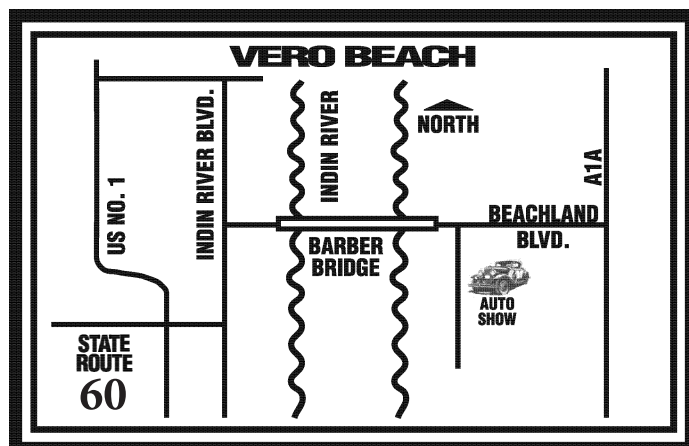 VERO BEACH
US NO. 1
INDIN RIVER BLVD.
INDIN RIVER
NORTH
A1A
BEACHLAND
BLVD.
BARBER
BRIDGE
AUTO
SHOW
STATE
ROUTE
60